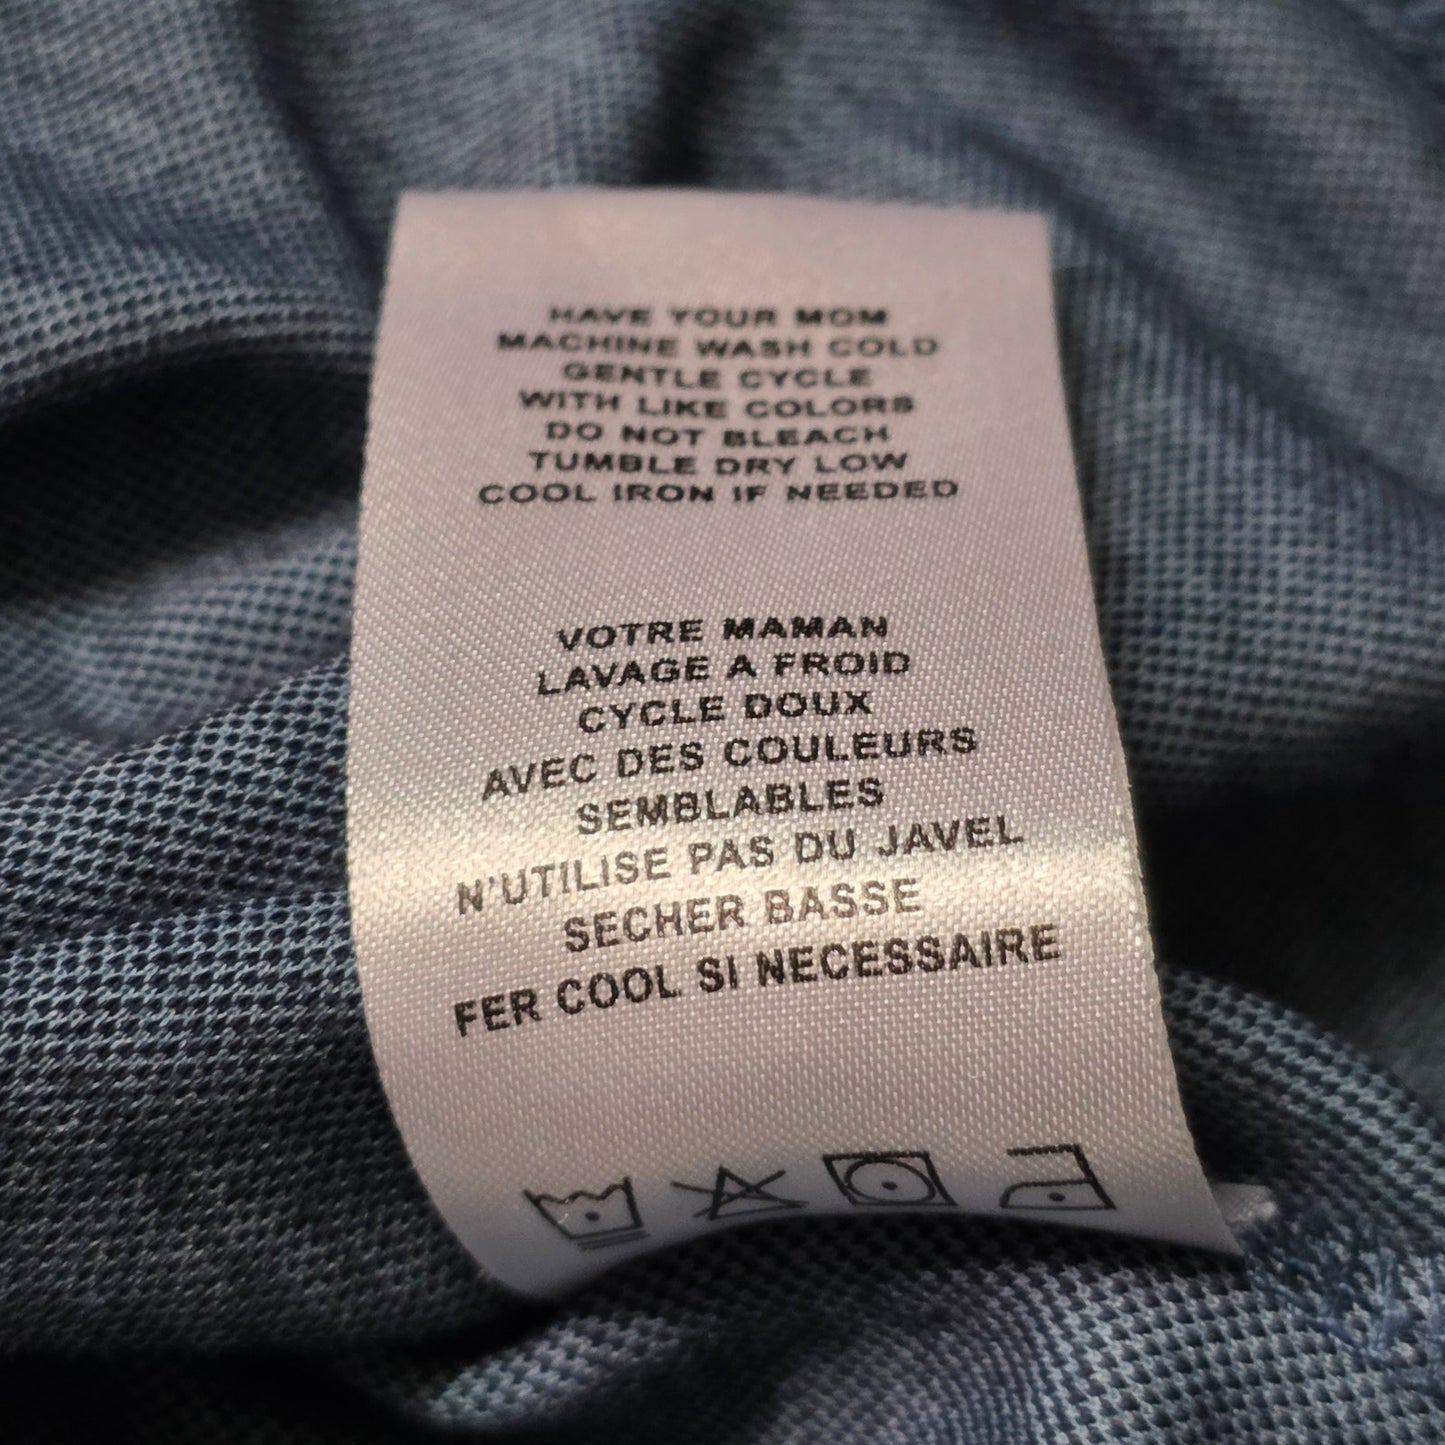 HAVE YOUR MOM
MACHINE WASH COLD
GENTLE CYCLE
WITH LIKE COLORS
DO NOT BLEACH
TUMBLE DRY LOW
COOL IRON IF NEEDED
VOTRE MAMAN
LAVAGE A FROID
CYCLE DOUX
AVEC DES COULEURS
SEMBLABLES
N'UTILISE PAS DU JAVEL
SECHER BASSE
FER COOL SI NECESSAIRE